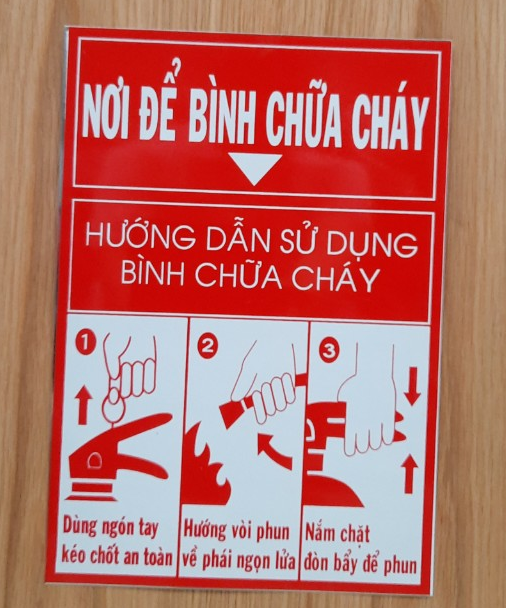 NƠI ĐỂ BÌNH CHỮA CHÁY
HƯỚNG DẪN SỬ DỤNG
BÌNH CHỮA CHÁY
1
2
3
Dùng ngón tay
kéo chốt an toàn
Hướng vòi phun
về phái ngọn lửa
Nắm chặt
đòn bẩy để phun